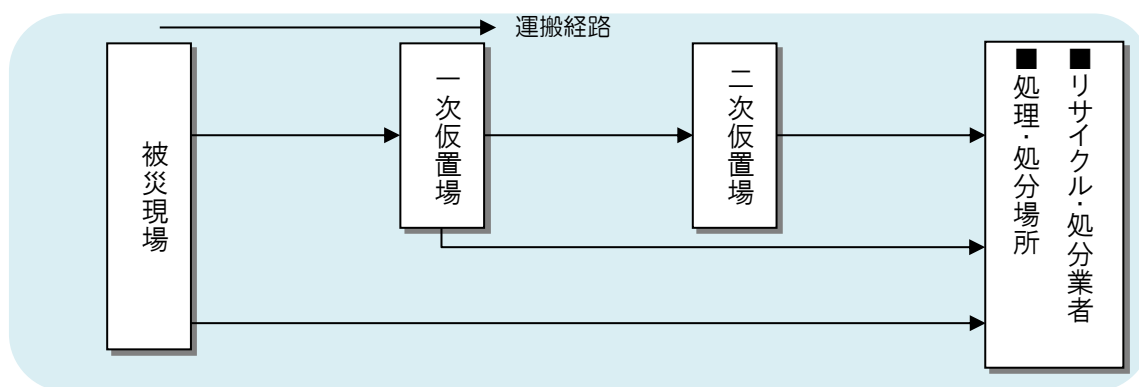 運搬経路
被災現場
一次仮置場
二次仮置場
■リサイクル・処分業者
■処理・処分場所